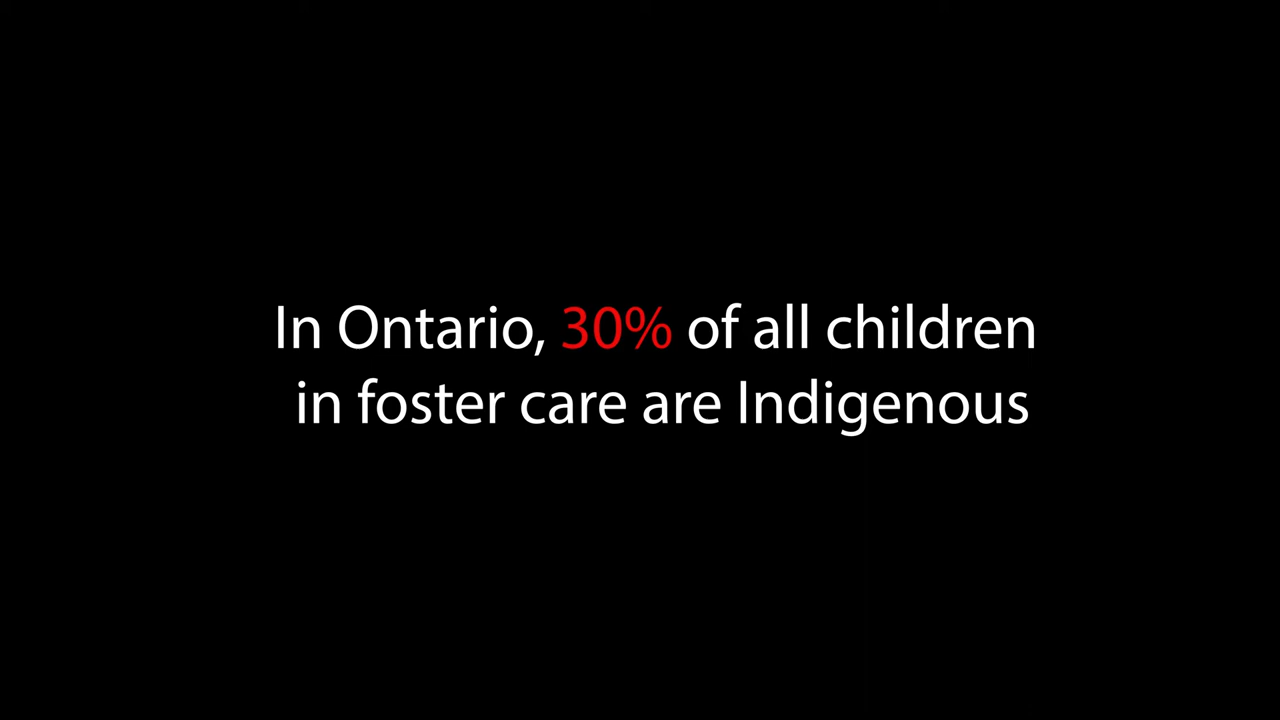 In Ontario, 30% of all children
in foster care are Indigenous